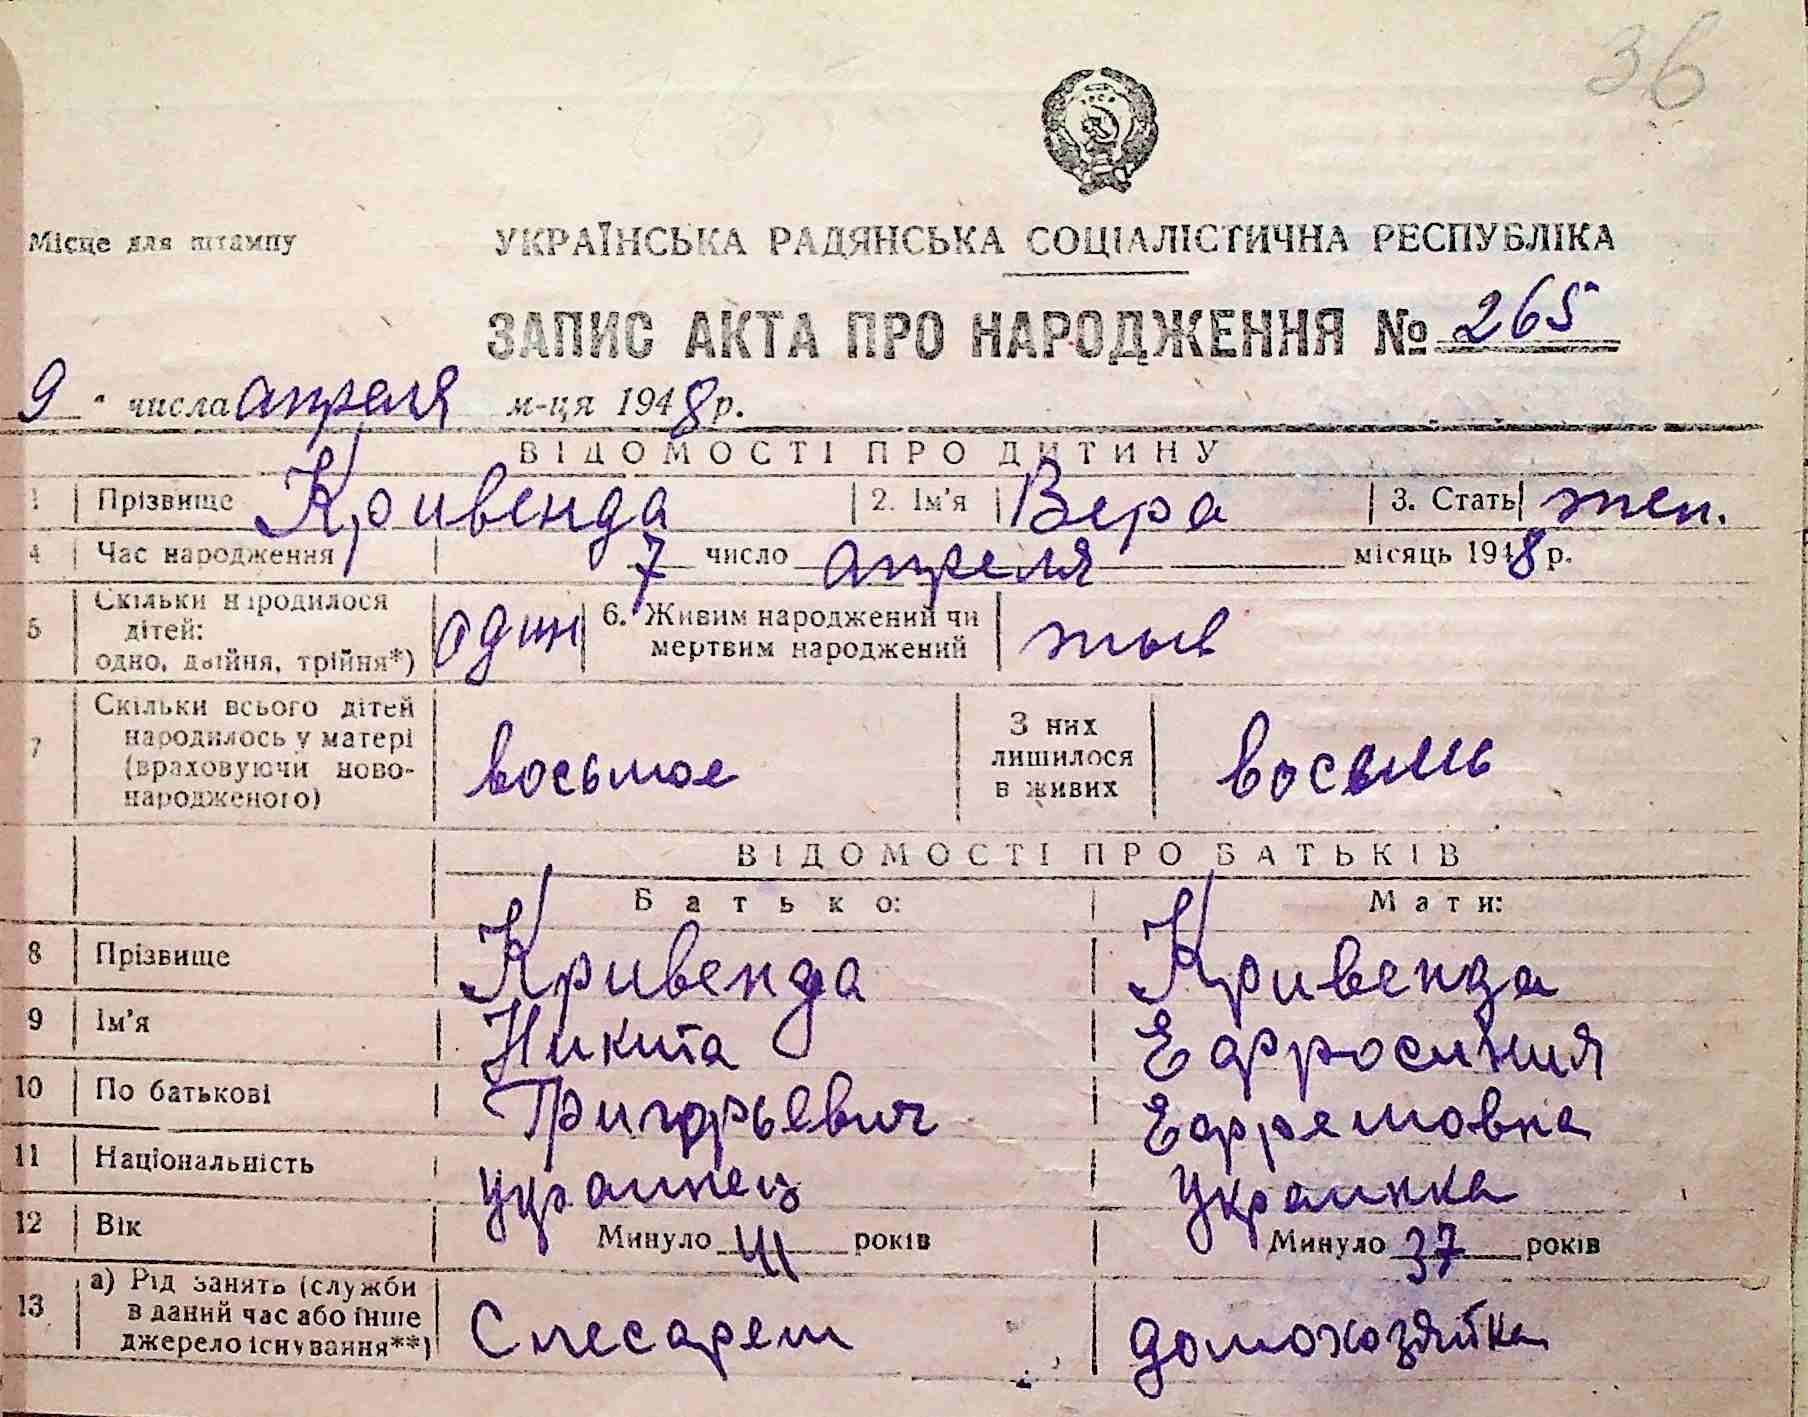 36
Місце для штампу
УКРАЇНСЬКА РАДЯНСЬКА СОЦІАЛІСТИЧНА РЕСПУБЛІКА
ЗАПИС АКТА ПРО НАРОДЖЕННЯ № 265
9 числа апреля м-ця 1948 р.
ВІДОМОСТІ ПРО ДИТИНУ
1 Прізвище Кривенда 2. Ім'я Вера 3. Стать жен.
4 Час народження 7 число апреля місяць 1948 р.
5 Скільки народилося дітей: одно, двійня, трійня*) один 6. Живим народжений чи мертвим народжений жыв
7 Скільки всього дітей народилось у матері (враховуючи новонародженого) восьмое З них лишилося в живих восемь
ВІДОМОСТІ ПРО БАТЬКІВ
Батько: Мати:
8 Прізвище Кривенда Кривенда
9 Ім'я Никита Ефросиния
10 По батькові Григорьевич Ефремовна
11 Національність украинец украинка
12 Вік Минуло 41 років Минуло 37 років
13 а) Рід занять (служби в даний час або інше джерело існування**) Слесарем домохозяйка